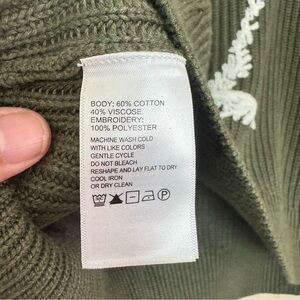 BODY: 60% COTTON
40% VISCOSE
EMBROIDERY:
100% POLYESTER
MACHINE WASH COLD
WITH LIKE COLORS
GENTLE CYCLE
DO NOT BLEACH
RESHAPE AND LAY FLAT TO DRY
COOL IRON
OR DRY CLEAN